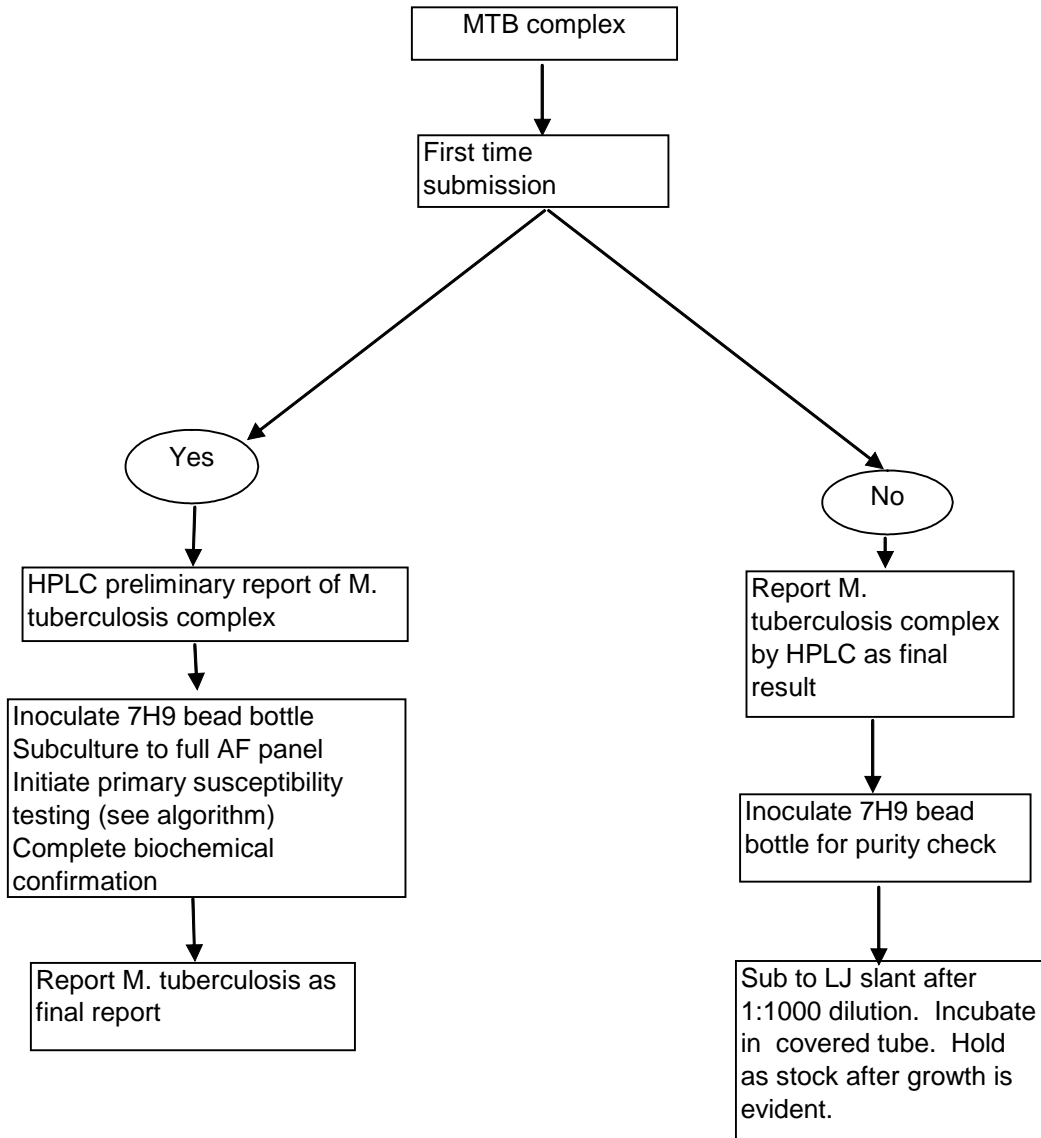 MTB complex
First time
submission
Yes
HPLC preliminary report of M.
tuberculosis complex
Inoculate 7H9 bead bottle
Subculture to full AF panel
Initiate primary susceptibility
testing (see algorithm)
Complete biochemical
confirmation
Report M. tuberculosis as
final report
No
Report M.
tuberculosis complex
by HPLC as final
result
Inoculate 7H9 bead
bottle for purity check
Sub to LJ slant after
1:1000 dilution.  Incubate
in  covered tube.  Hold
as stock after growth is
evident.